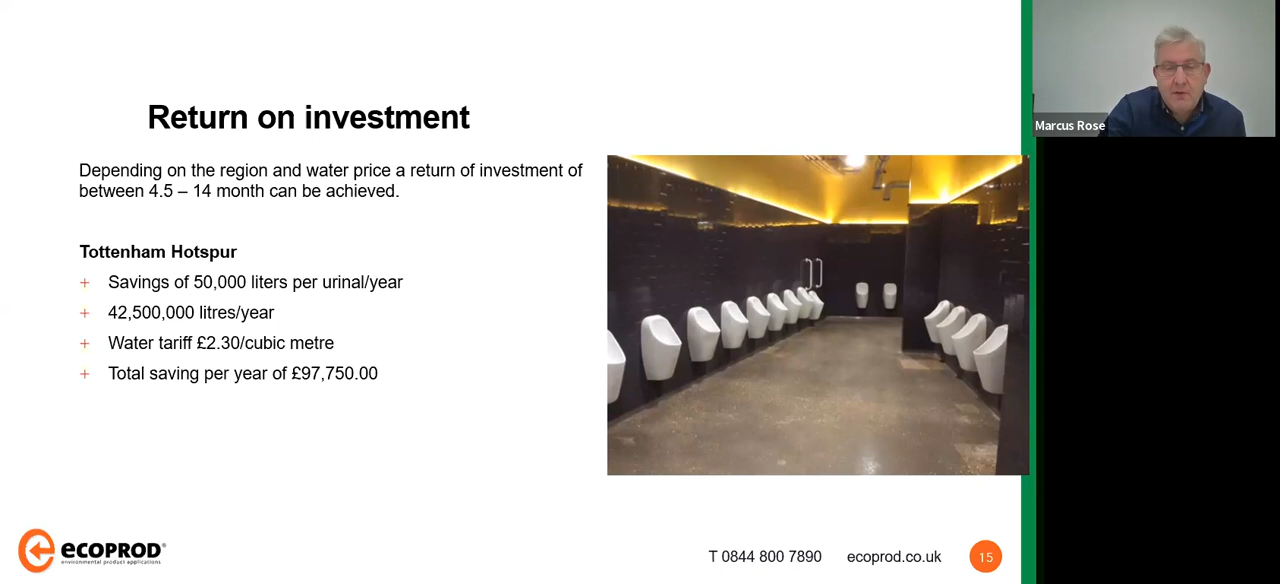 Return on investment
Depending on the region and water price a return of investment of
between 4.5 – 14 month can be achieved.
Tottenham Hotspur
+ Savings of 50,000 liters per urinal/year
+ 42,500,000 litres/year
+ Water tariff £2.30/cubic metre
+ Total saving per year of £97,750.00
Marcus Rose
ecoprod®
environmental product applications
T 0844 800 7890 ecoprod.co.uk 15